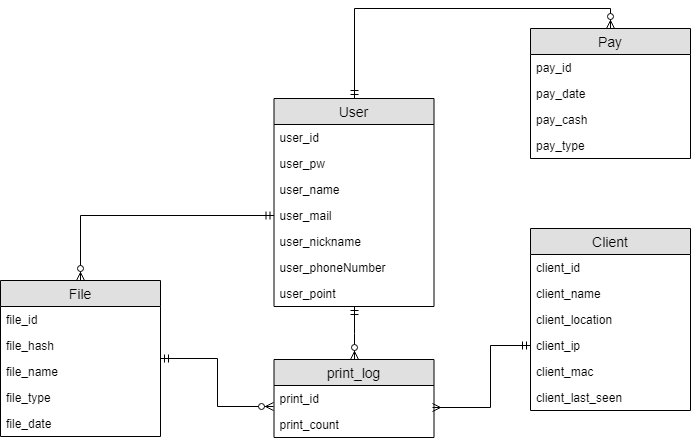 Pay
pay_id
pay_date
pay_cash
pay_type
User
user_id
user_pw
user_name
user_mail
user_nickname
user_phoneNumber
user_point
Client
client_id
client_name
client_location
client_ip
client_mac
client_last_seen
File
file_id
file_hash
file_name
file_type
file_date
print_log
print_id
print_count